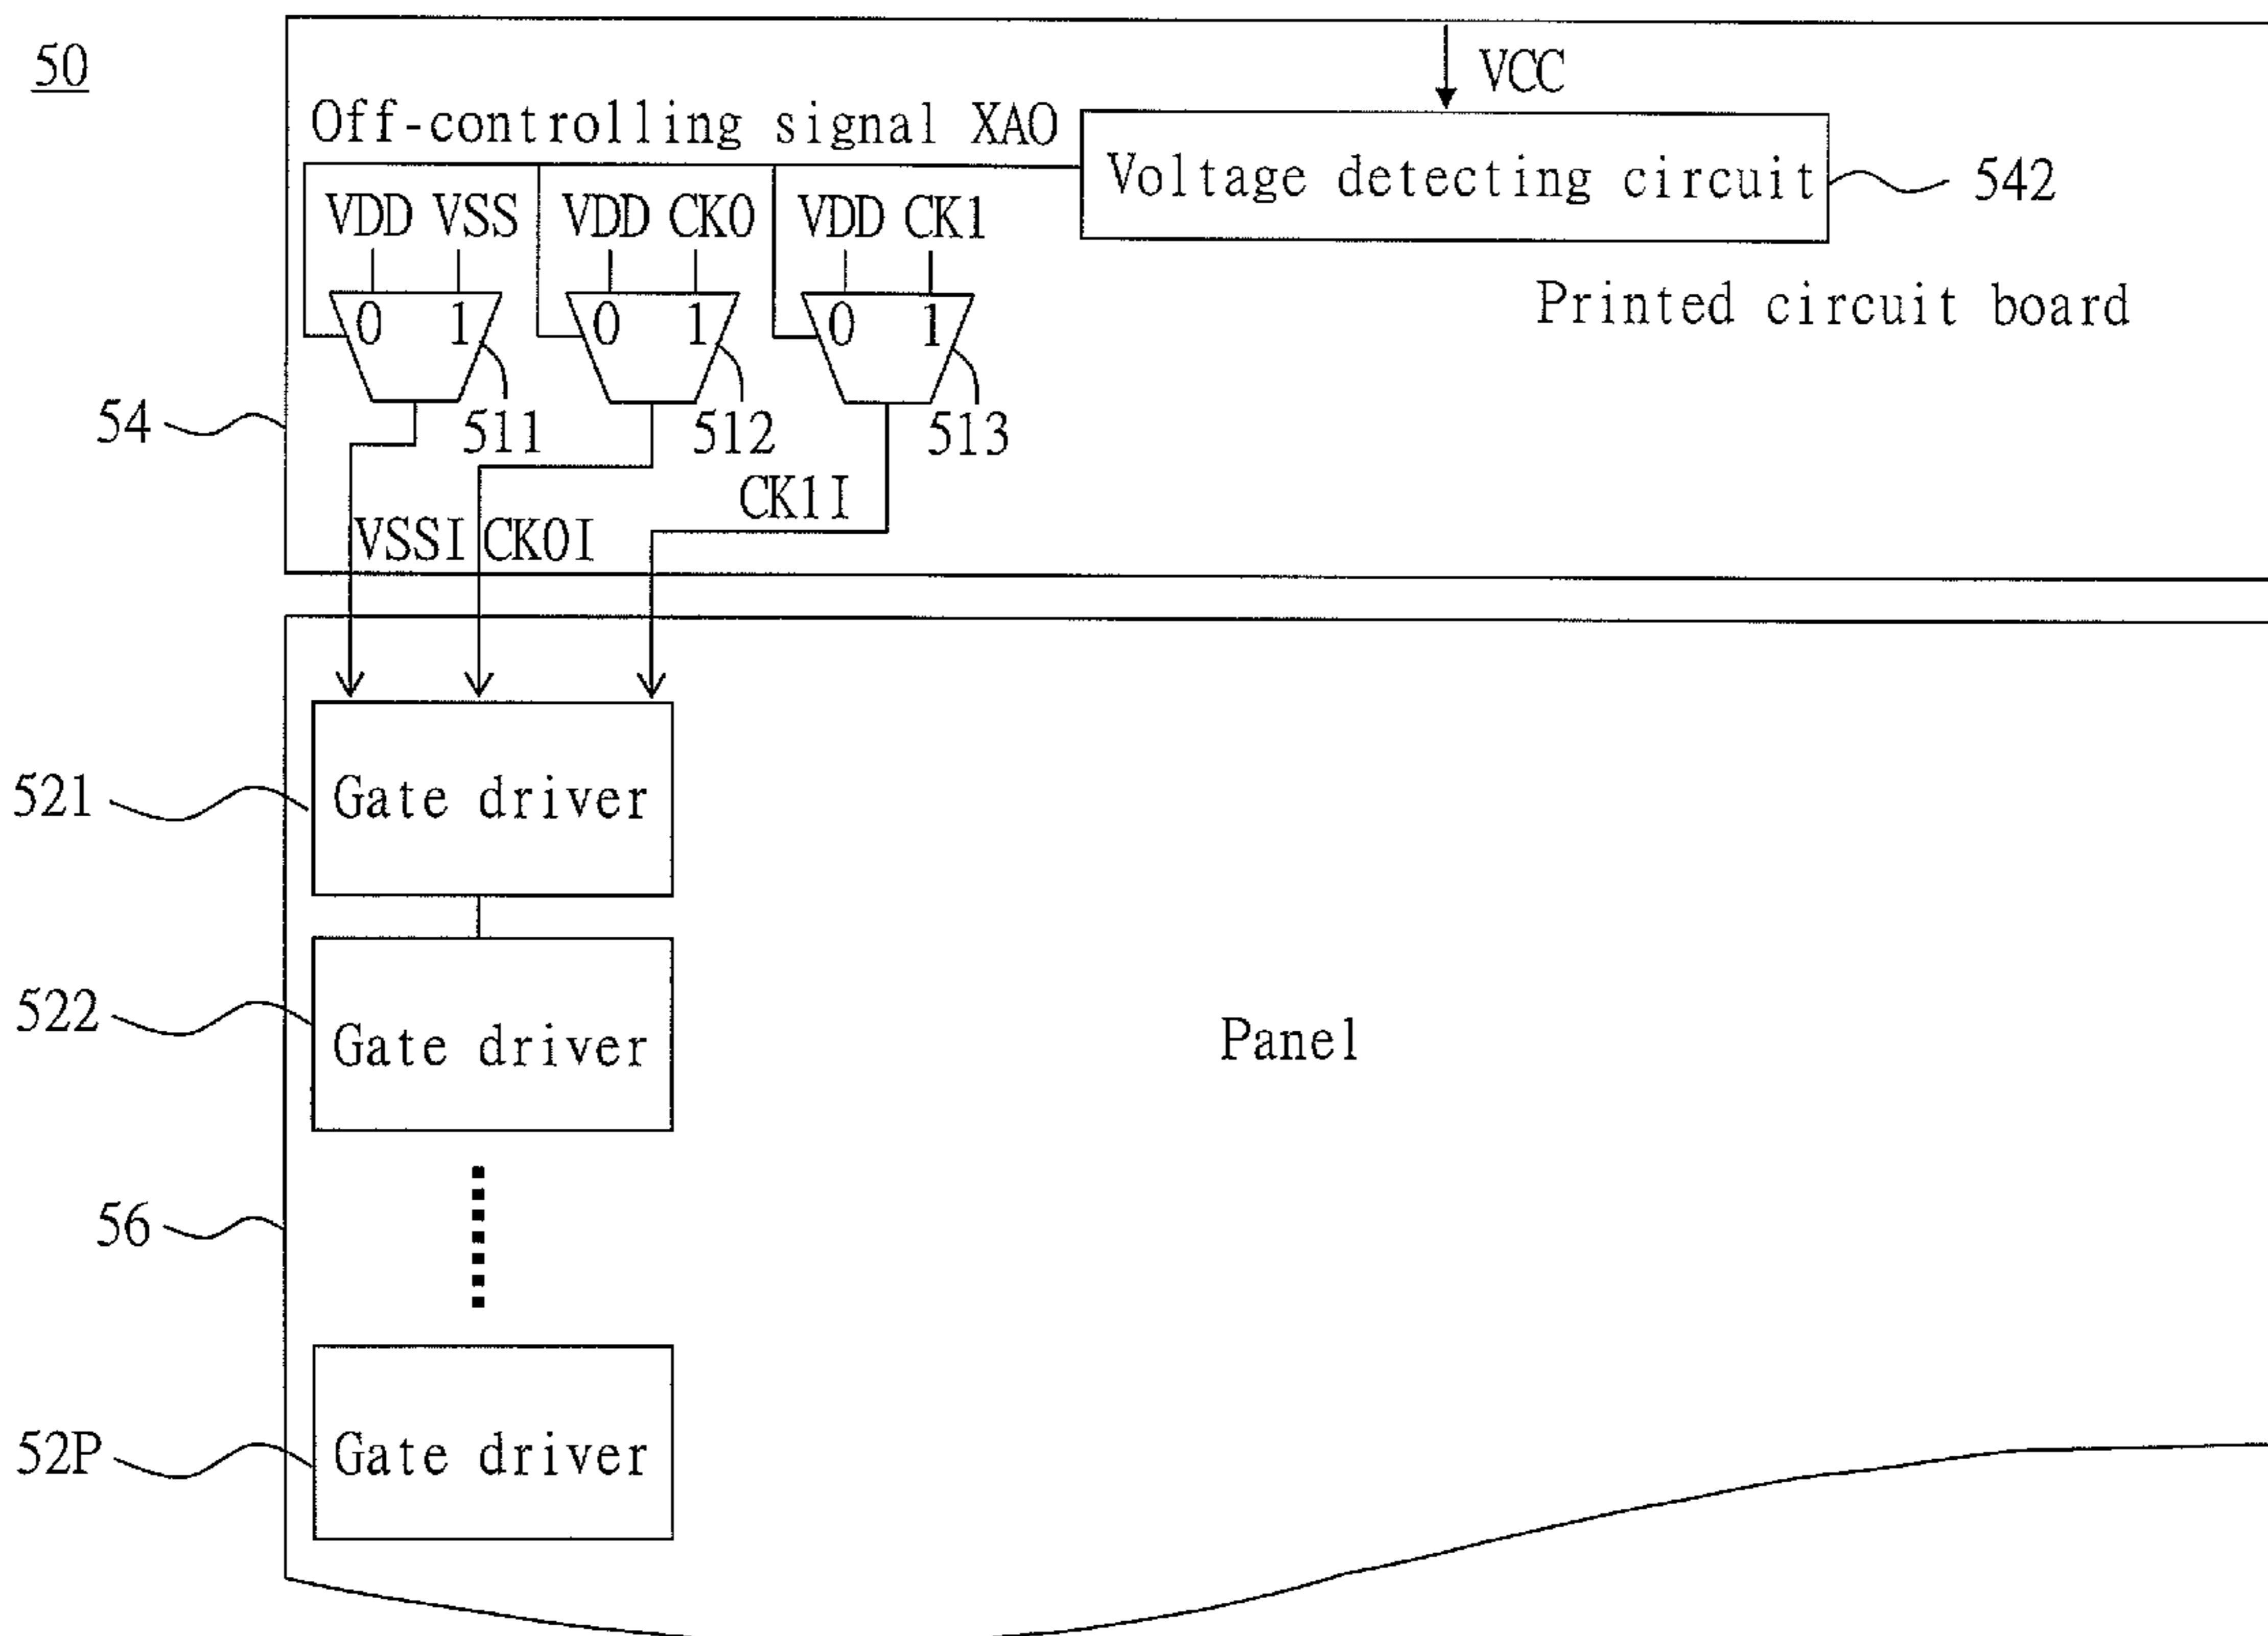 50
VCC
Off-controlling signal XAO
Voltage detecting circuit
542
VDD VSS
VDD CK0
VDD CK1
0 1
0 1
0 1
Printed circuit board
54
511
512
513
CK1I
VSSI
CK0I
521
Gate driver
522
Gate driver
Panel
56
52P
Gate driver